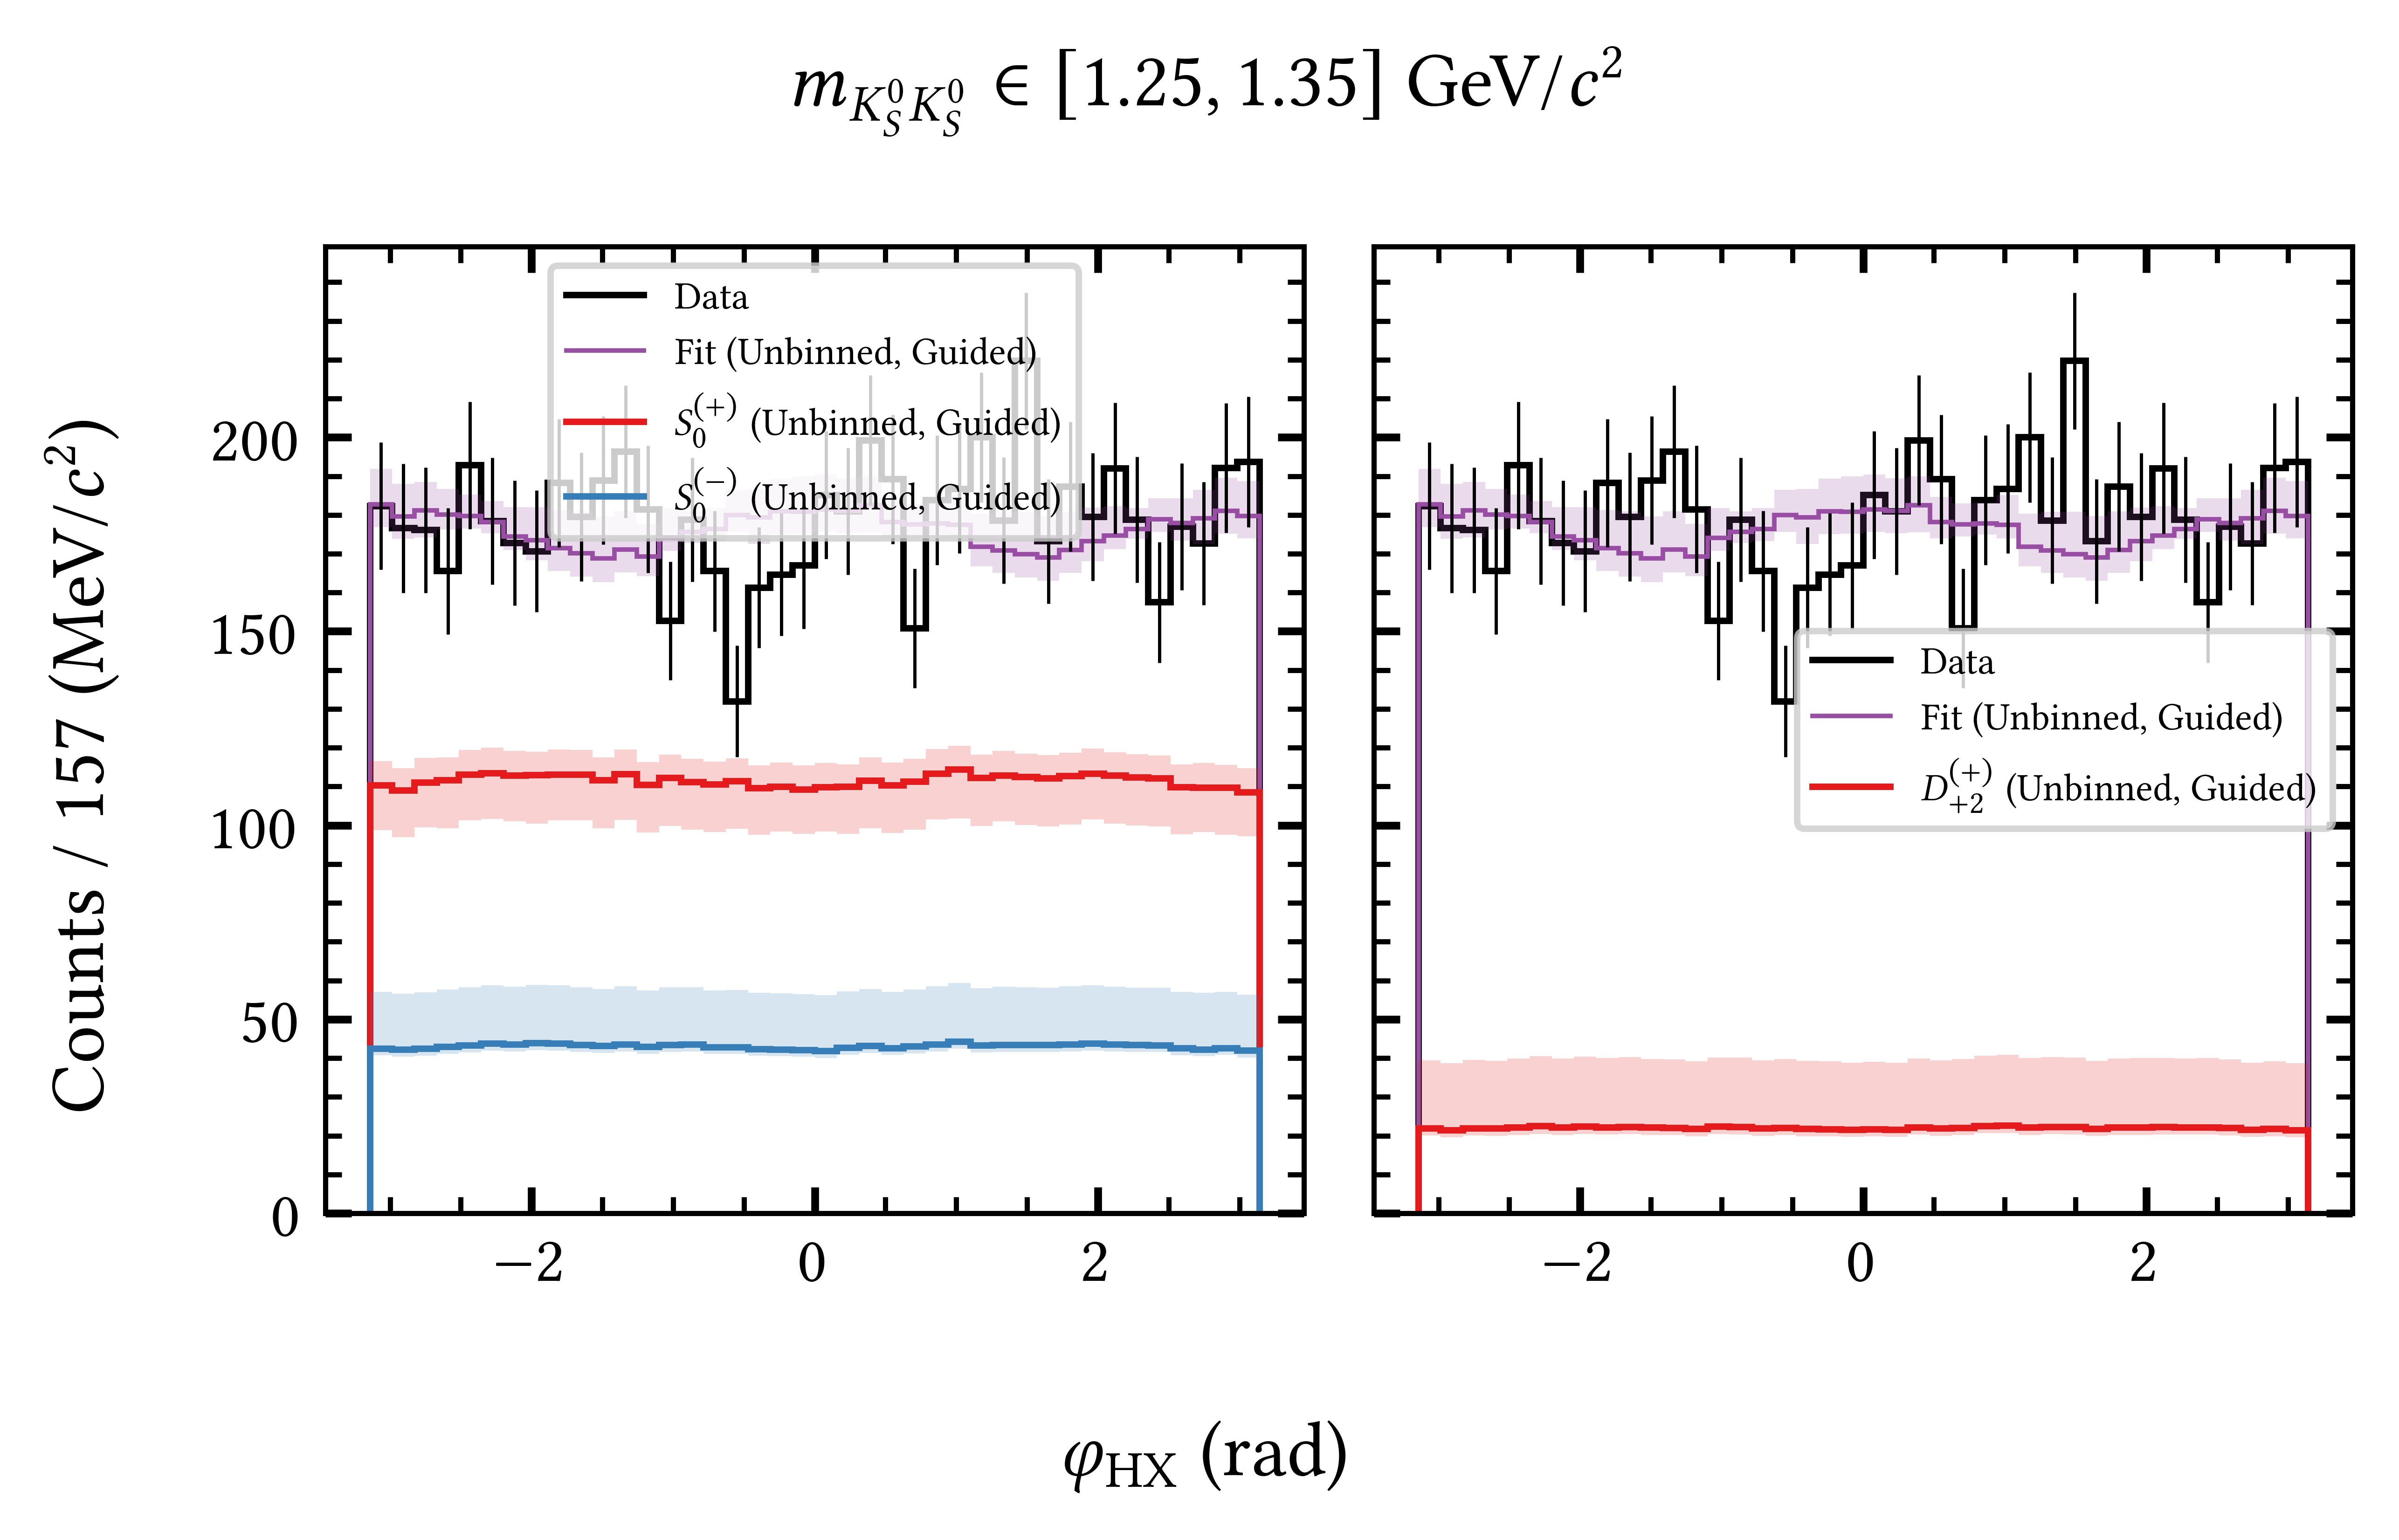 m_{K_S^0 K_S^0} ∈ [1.25, 1.35] GeV/c²
Counts / 157 (MeV/c²)
200
150
100
50
0
Data
Fit (Unbinned, Guided)
S_0^{(+)} (Unbinned, Guided)
S_0^{(−)} (Unbinned, Guided)
−2
0
2
Data
Fit (Unbinned, Guided)
D_{+2}^{(+)} (Unbinned, Guided)
−2
0
2
φ_{HX} (rad)